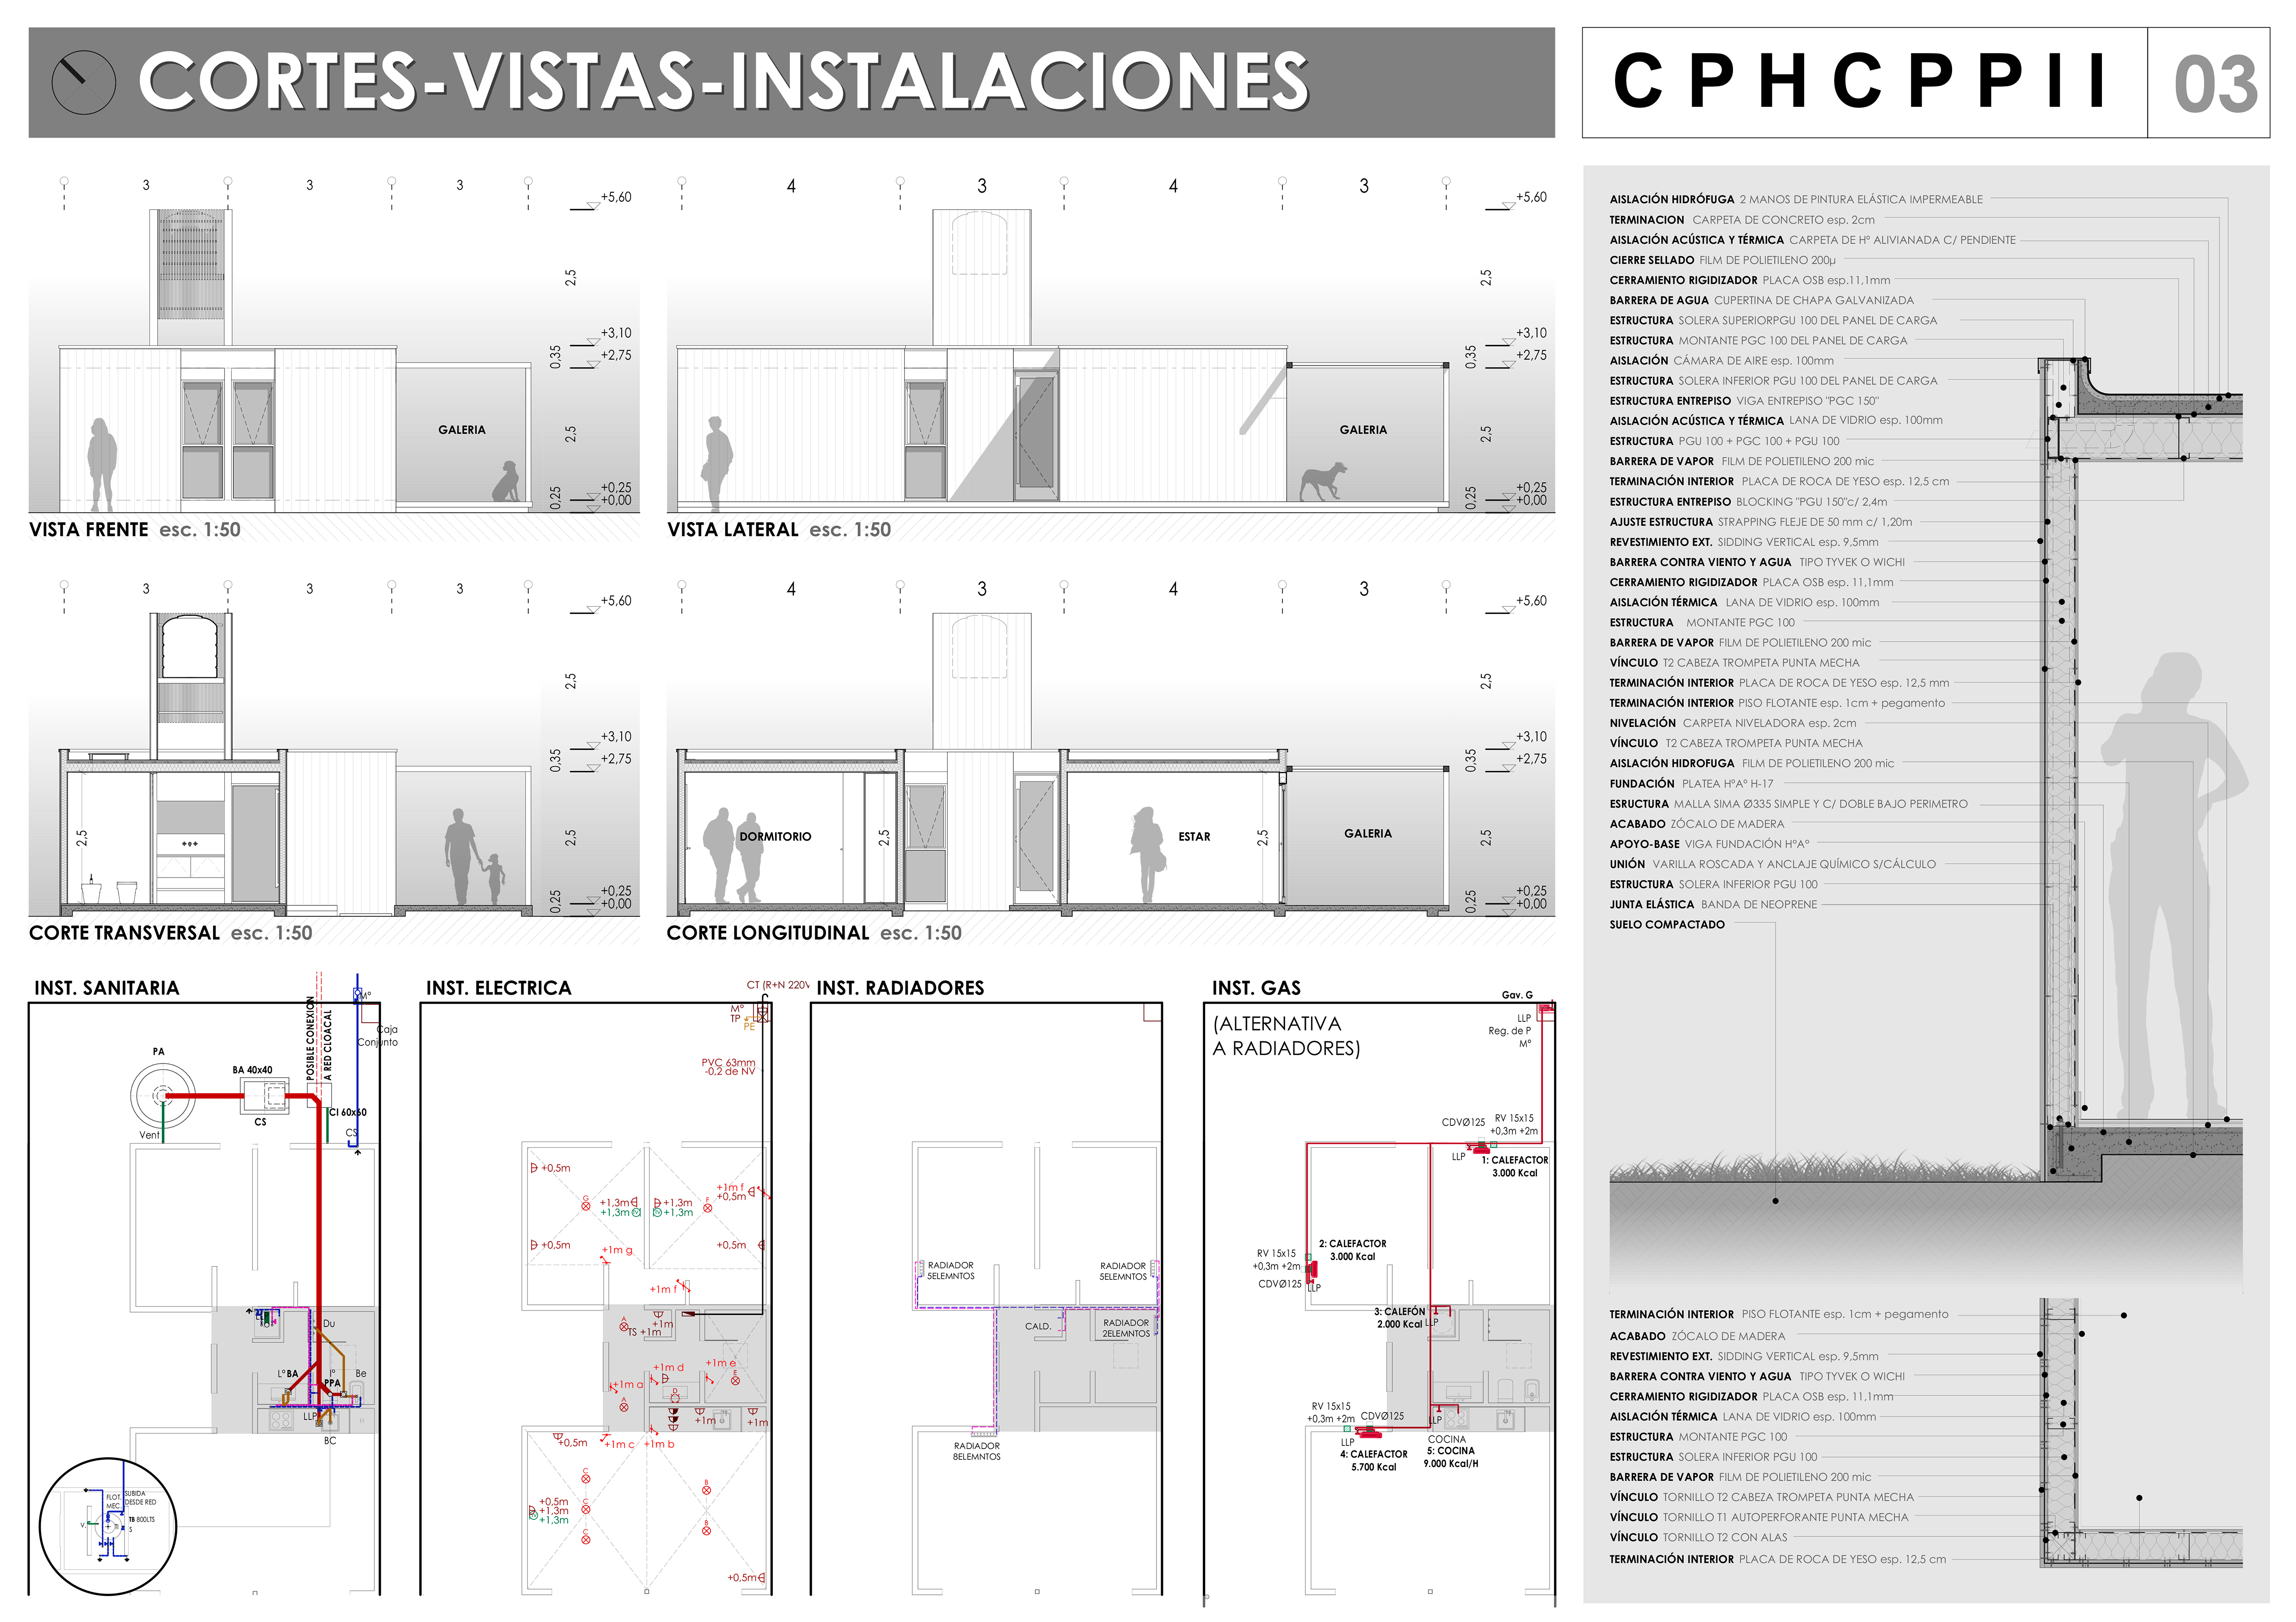 CORTES-VISTAS-INSTALACIONES
CPHCPPII
03
3
3
3
+5,60
2,5
+3,10
0,35
+2,75
GALERIA
2,5
+0,25
0,25
+0,00
VISTA FRENTE esc. 1:50
4
3
4
3
+5,60
2,5
+3,10
0,35
+2,75
GALERIA
2,5
+0,25
0,25
+0,00
VISTA LATERAL esc. 1:50
3
3
3
+5,60
2,5
+3,10
0,35
+2,75
2,5
2,5
+0,25
0,25
+0,00
CORTE TRANSVERSAL esc. 1:50
4
3
4
3
+5,60
2,5
+3,10
0,35
+2,75
DORMITORIO
2,5
ESTAR
2,5
GALERIA
2,5
+0,25
0,25
+0,00
CORTE LONGITUDINAL esc. 1:50
INST. SANITARIA
POSIBLE CONEXION
A RED CLOACAL
Mº
Caja
Conjunto
PA
BA 40x40
CI 60x60
CS
CS
Vent
Du
LºBA
Iº
Be
PPA
LLP
BC
FLOT.
MEC.
SUBIDA
DESDE RED
TB 800LTS
S
V.
INST. ELECTRICA
CT (R+N 220V
Mº
TP
PE
PVC 63mm
-0,2 de NV
+0,5m
G
+1,3m
+1,3m
+1,3m
+1,3m
F
+1m f
+0,5m
+0,5m
+0,5m
+1m g
+1m f
A
TS +1m
+1m
+1m d
+1m e
E
+1m a
A
D
+1m
+1m
+0,5m
+1m c
+1m b
C
B
+0,5m
+1,3m
+1,3m
C
B
C
+0,5m
INST. RADIADORES
RADIADOR
5ELEMNTOS
RADIADOR
5ELEMNTOS
CALD.
RADIADOR
2ELEMNTOS
RADIADOR
8ELEMNTOS
INST. GAS
(ALTERNATIVA
A RADIADORES)
Gav. G
LLP
Reg. de P
Mº
CDVØ125
RV 15x15
+0,3m +2m
LLP
1: CALEFACTOR
3.000 Kcal
2: CALEFACTOR
3.000 Kcal
RV 15x15
+0,3m +2m
CDVØ125
LLP
3: CALEFÓN
2.000 Kcal
LLP
RV 15x15
+0,3m +2m
CDVØ125
LLP
LLP
4: CALEFACTOR
5.700 Kcal
COCINA
5: COCINA
9.000 Kcal/H
AISLACIÓN HIDRÓFUGA 2 MANOS DE PINTURA ELÁSTICA IMPERMEABLE
TERMINACION CARPETA DE CONCRETO esp. 2cm
AISLACIÓN ACÚSTICA Y TÉRMICA CARPETA DE Hº ALIVIANADA C/ PENDIENTE
CIERRE SELLADO FILM DE POLIETILENO 200µ
CERRAMIENTO RIGIDIZADOR PLACA OSB esp.11,1mm
BARRERA DE AGUA CUPERTINA DE CHAPA GALVANIZADA
ESTRUCTURA SOLERA SUPERIORPGU 100 DEL PANEL DE CARGA
ESTRUCTURA MONTANTE PGC 100 DEL PANEL DE CARGA
AISLACIÓN CÁMARA DE AIRE esp. 100mm
ESTRUCTURA SOLERA INFERIOR PGU 100 DEL PANEL DE CARGA
ESTRUCTURA ENTREPISO VIGA ENTREPISO "PGC 150"
AISLACIÓN ACÚSTICA Y TÉRMICA LANA DE VIDRIO esp. 100mm
ESTRUCTURA PGU 100 + PGC 100 + PGU 100
BARRERA DE VAPOR FILM DE POLIETILENO 200 mic
TERMINACIÓN INTERIOR PLACA DE ROCA DE YESO esp. 12,5 cm
ESTRUCTURA ENTREPISO BLOCKING "PGU 150"c/ 2,4m
AJUSTE ESTRUCTURA STRAPPING FLEJE DE 50 mm c/ 1,20m
REVESTIMIENTO EXT. SIDDING VERTICAL esp. 9,5mm
BARRERA CONTRA VIENTO Y AGUA TIPO TYVEK O WICHI
CERRAMIENTO RIGIDIZADOR PLACA OSB esp. 11,1mm
AISLACIÓN TÉRMICA LANA DE VIDRIO esp. 100mm
ESTRUCTURA MONTANTE PGC 100
BARRERA DE VAPOR FILM DE POLIETILENO 200 mic
VÍNCULO T2 CABEZA TROMPETA PUNTA MECHA
TERMINACIÓN INTERIOR PLACA DE ROCA DE YESO esp. 12,5 mm
TERMINACIÓN INTERIOR PISO FLOTANTE esp. 1cm + pegamento
NIVELACIÓN CARPETA NIVELADORA esp. 2cm
VÍNCULO T2 CABEZA TROMPETA PUNTA MECHA
AISLACIÓN HIDROFUGA FILM DE POLIETILENO 200 mic
FUNDACIÓN PLATEA HºAº H-17
ESRUCTURA MALLA SIMA Ø335 SIMPLE Y C/ DOBLE BAJO PERIMETRO
ACABADO ZÓCALO DE MADERA
APOYO-BASE VIGA FUNDACIÓN HºAº
UNIÓN VARILLA ROSCADA Y ANCLAJE QUÍMICO S/CÁLCULO
ESTRUCTURA SOLERA INFERIOR PGU 100
JUNTA ELÁSTICA BANDA DE NEOPRENE
SUELO COMPACTADO
TERMINACIÓN INTERIOR PISO FLOTANTE esp. 1cm + pegamento
ACABADO ZÓCALO DE MADERA
REVESTIMIENTO EXT. SIDDING VERTICAL esp. 9,5mm
BARRERA CONTRA VIENTO Y AGUA TIPO TYVEK O WICHI
CERRAMIENTO RIGIDIZADOR PLACA OSB esp. 11,1mm
AISLACIÓN TÉRMICA LANA DE VIDRIO esp. 100mm
ESTRUCTURA MONTANTE PGC 100
ESTRUCTURA SOLERA INFERIOR PGU 100
BARRERA DE VAPOR FILM DE POLIETILENO 200 mic
VÍNCULO TORNILLO T2 CABEZA TROMPETA PUNTA MECHA
VÍNCULO TORNILLO T1 AUTOPERFORANTE PUNTA MECHA
VÍNCULO TORNILLO T2 CON ALAS
TERMINACIÓN INTERIOR PLACA DE ROCA DE YESO esp. 12,5 cm